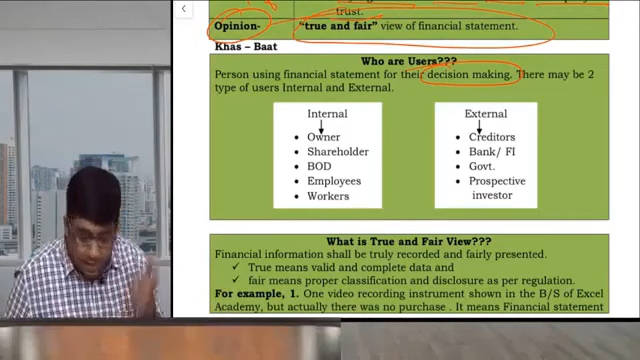 trust.
Opinion- "true and fair" view of financial statement.
Khas – Baat
Who are Users???
Person using financial statement for their decision making. There may be 2
type of users Internal and External.
Internal
• Owner
• Shareholder
• BOD
• Employees
• Workers
External
• Creditors
• Bank/ FI
• Govt.
• Prospective
investor
What is True and Fair View???
Financial information shall be truly recorded and fairly presented.
✓ True means valid and complete data and
✓ fair means proper classification and disclosure as per regulation.
For example, 1. One video recording instrument shown in the B/S of Excel
Academy, but actually there was no purchase . It means Financial statement